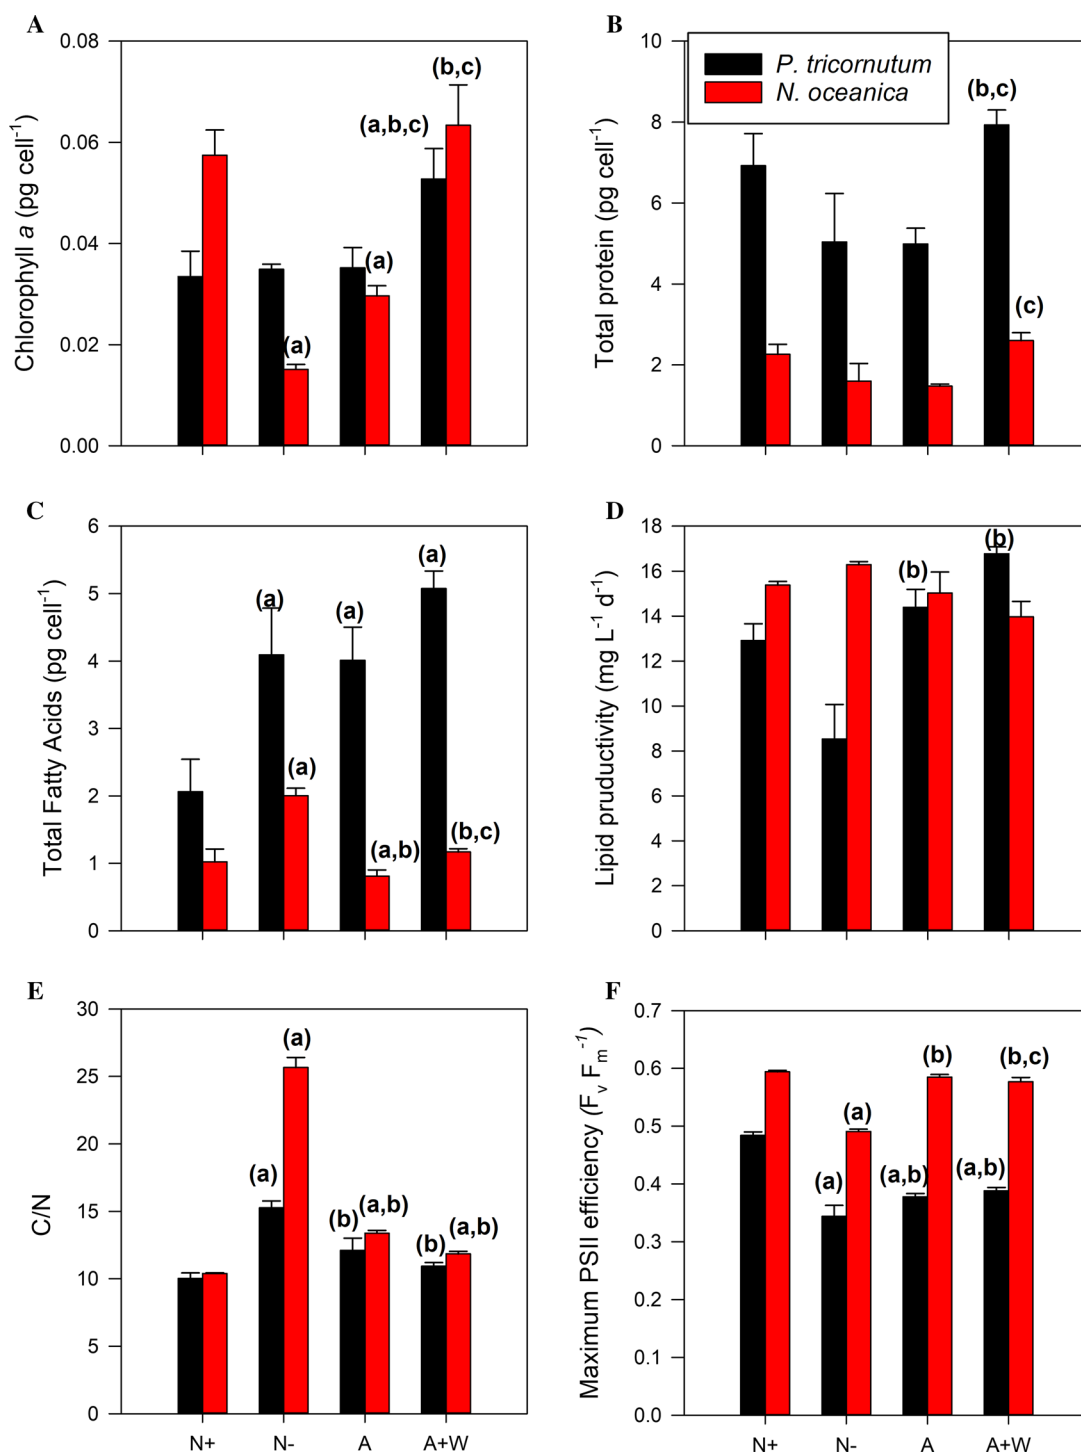 A
0.08
0.06
0.04
0.02
0.00
Chlorophyll a (pg cell-1)
(a)
(a)
(a,b,c)
(b,c)
B
10
8
6
4
2
0
Total protein (pg cell-1)
P. tricornutum
N. oceanica
(b,c)
(c)
C
6
5
4
3
2
1
0
Total Fatty Acids (pg cell-1)
(a)
(a)
(a)
(a,b)
(a)
(b,c)
D
18
16
14
12
10
8
6
4
2
0
Lipid pruductivity (mg L-1 d-1)
(b)
(b)
E
30
25
20
15
10
5
0
C/N
(a)
(a)
(b)
(a,b)
(b)
(a,b)
N+
N-
A
A+W
F
0.7
0.6
0.5
0.4
0.3
0.2
0.1
0.0
Maximum PSII efficiency (Fv Fm-1)
(a)
(a)
(a,b)
(b)
(a,b)
(b,c)
N+
N-
A
A+W